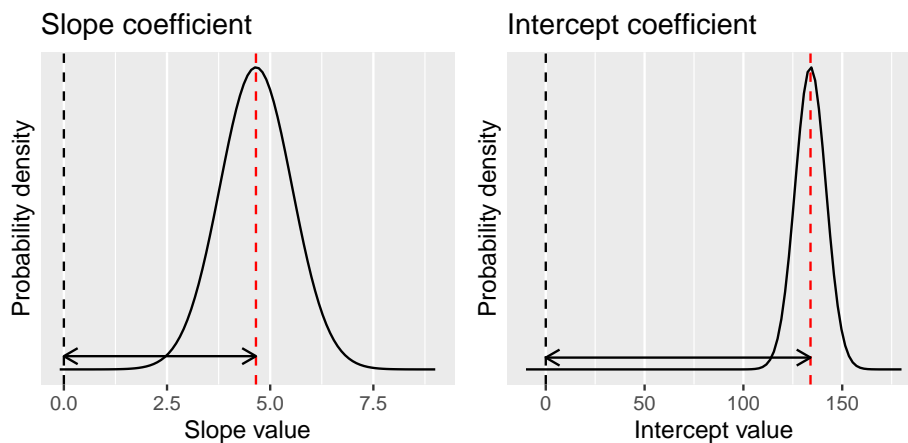 Slope coefficient
Probability density
0.0 2.5 5.0 7.5
Slope value
Intercept coefficient
Probability density
0 50 100 150
Intercept value